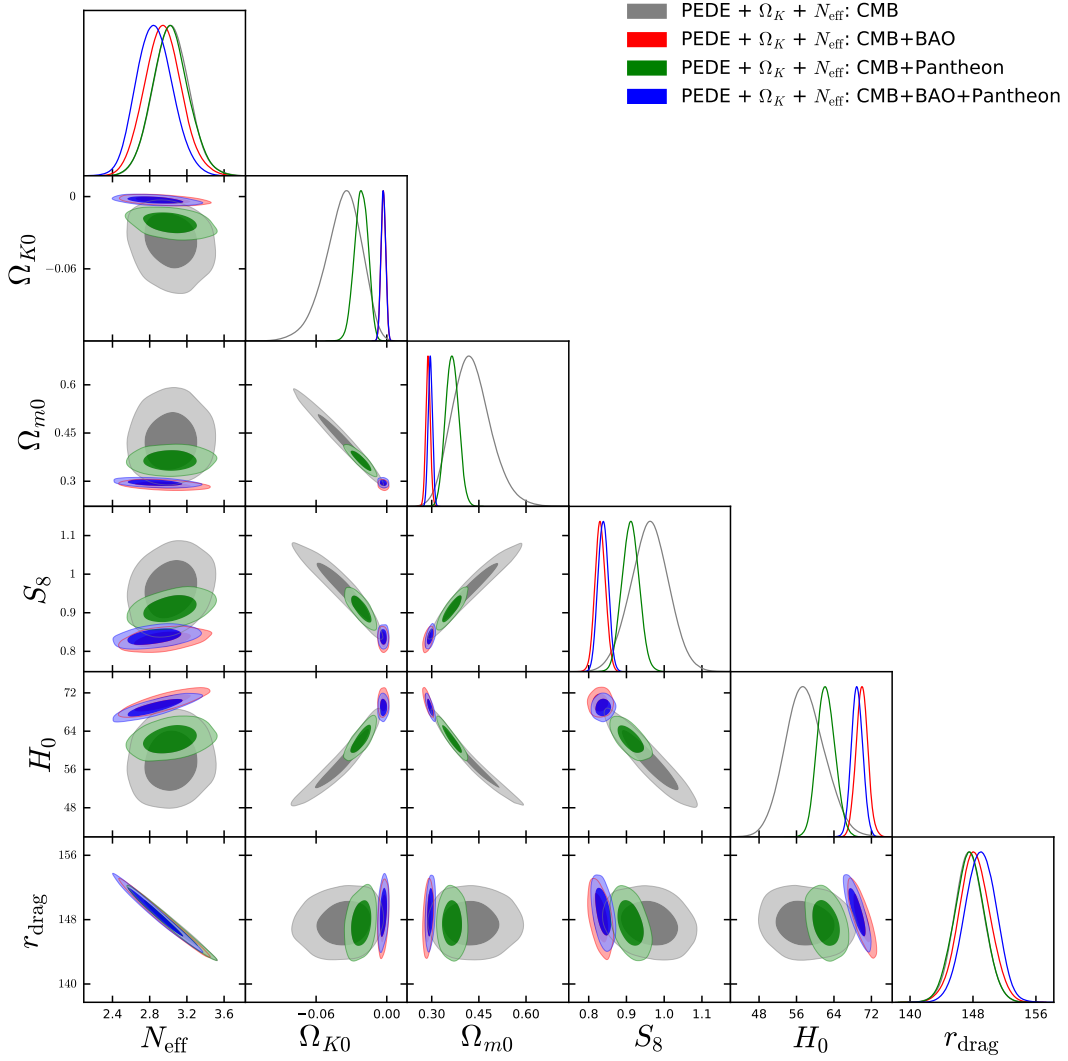 PEDE + Ω_K + N_eff: CMB
PEDE + Ω_K + N_eff: CMB+BAO
PEDE + Ω_K + N_eff: CMB+Pantheon
PEDE + Ω_K + N_eff: CMB+BAO+Pantheon
0
−0.06
Ω_K0
0.6
0.45
0.3
Ω_m0
1.1
1
0.9
0.8
S_8
72
64
56
48
H_0
156
148
140
r_drag
2.4 3.0 3.6 −0.06 0.00 0.30 0.45 0.60 0.8 0.9 1.0 1.1 48 56 64 72 140 148 156
N_eff Ω_K0 Ω_m0 S_8 H_0 r_drag